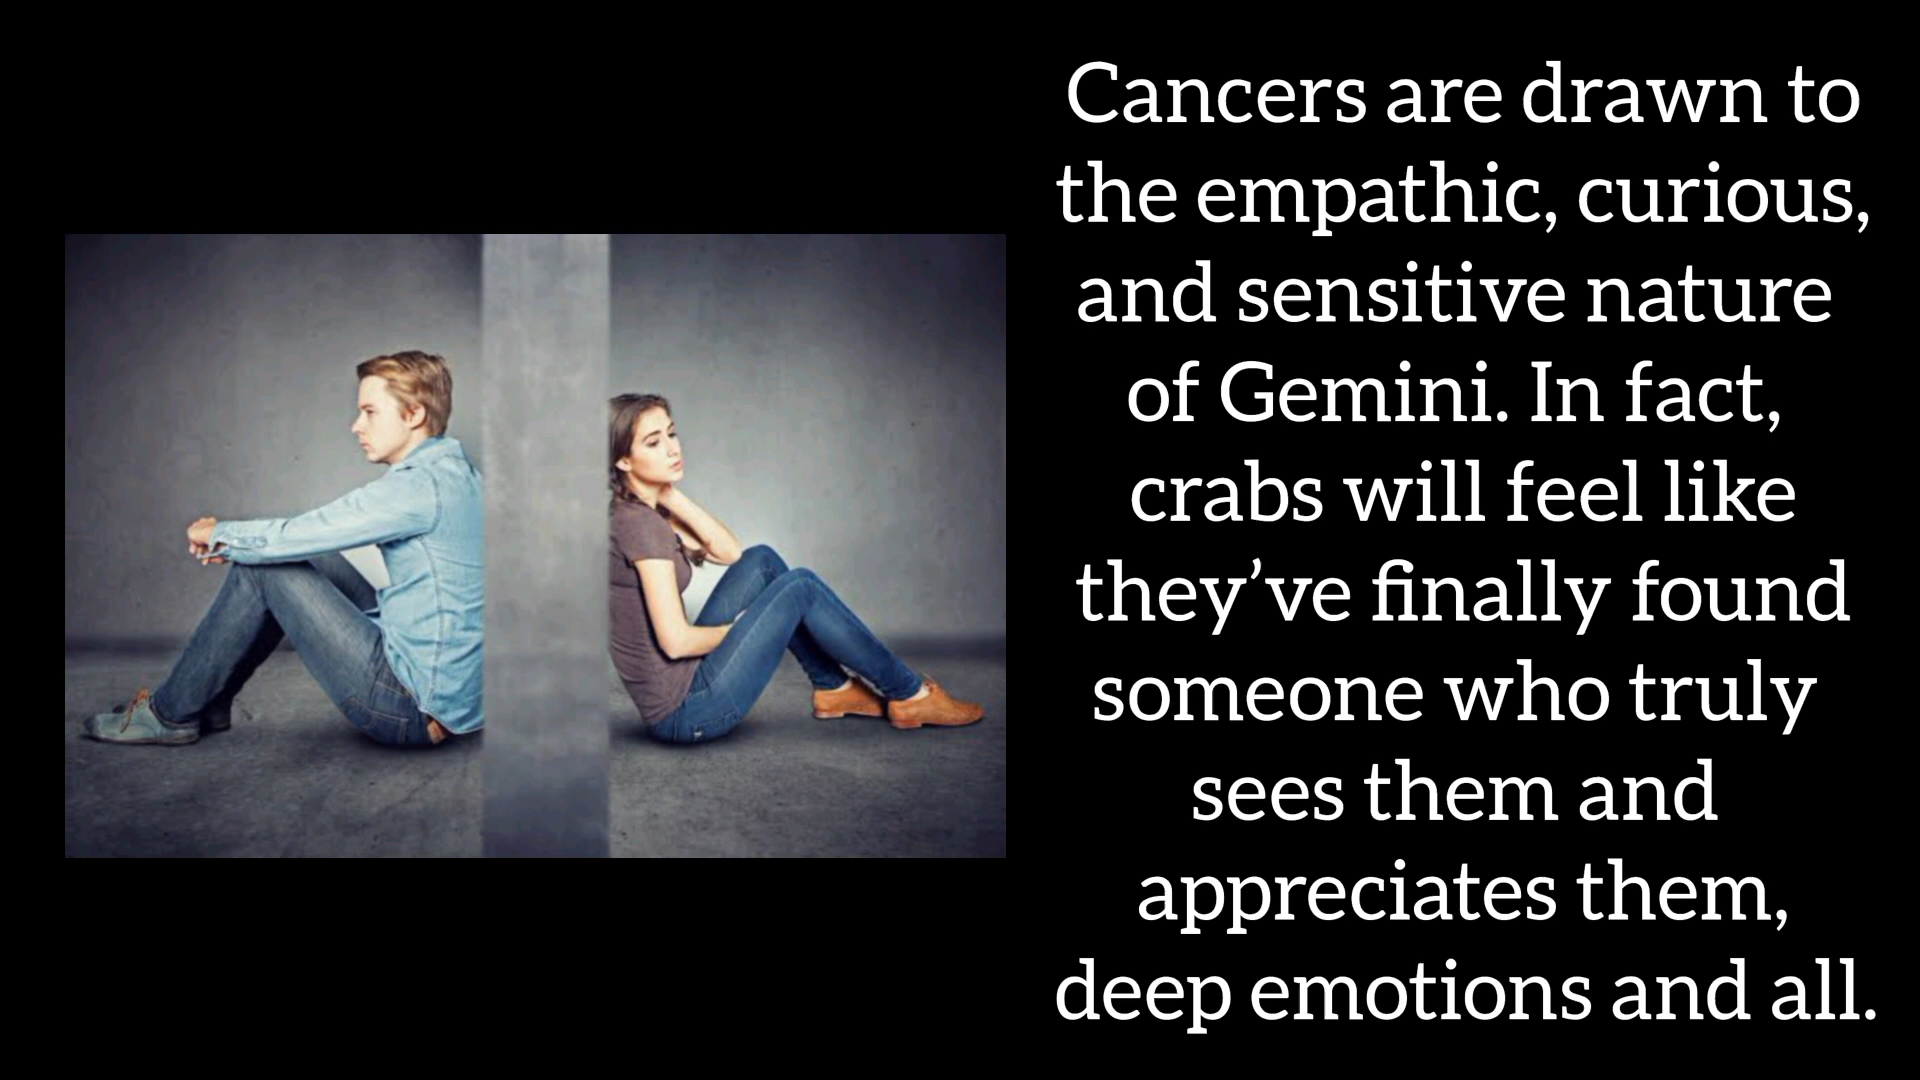 Cancers are drawn to
the empathic, curious,
and sensitive nature
of Gemini. In fact,
crabs will feel like
they’ve finally found
someone who truly
sees them and
appreciates them,
deep emotions and all.